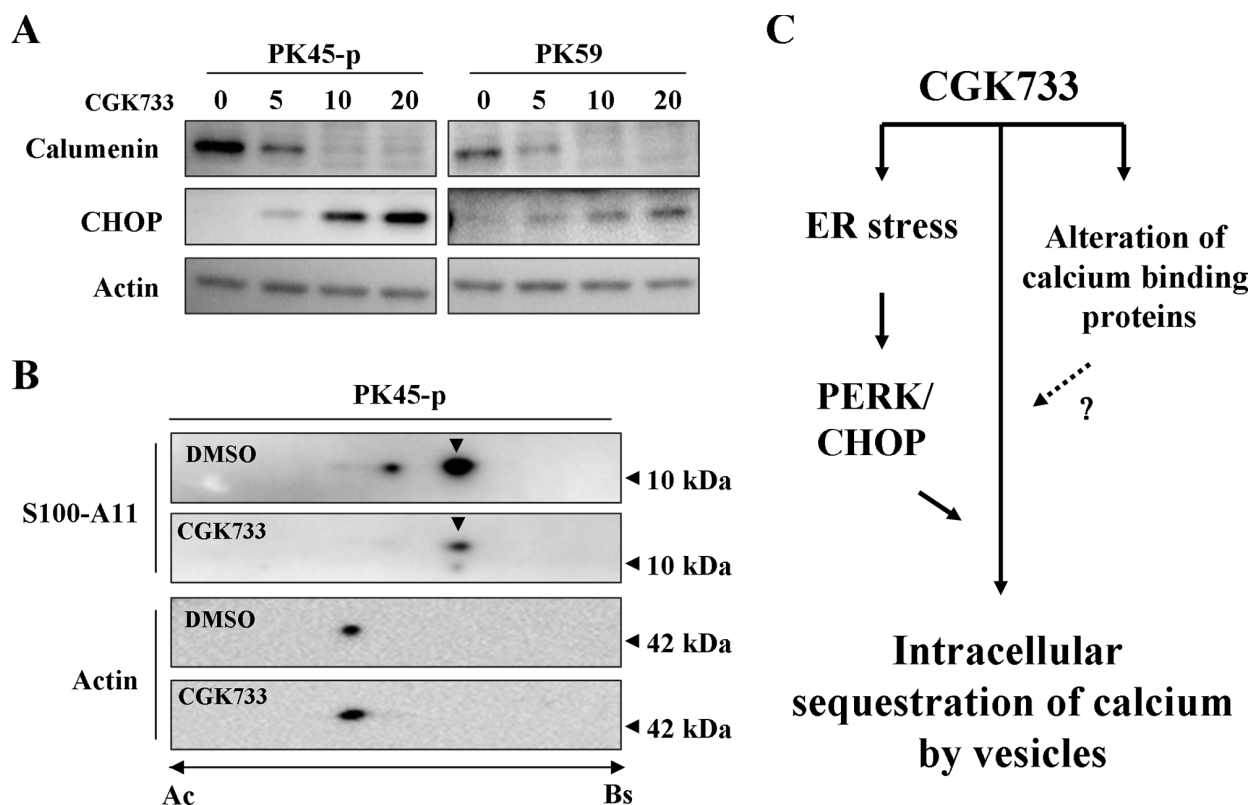 A
PK45-p PK59
CGK733 0 5 10 20 0 5 10 20
Calumenin
CHOP
Actin
B
PK45-p
DMSO
10 kDa
S100-A11
CGK733
10 kDa
DMSO
42 kDa
Actin
CGK733
42 kDa
Ac Bs
C
CGK733
ER stress
Alteration of
calcium binding
proteins
PERK/
CHOP
?
Intracellular
sequestration of calcium
by vesicles